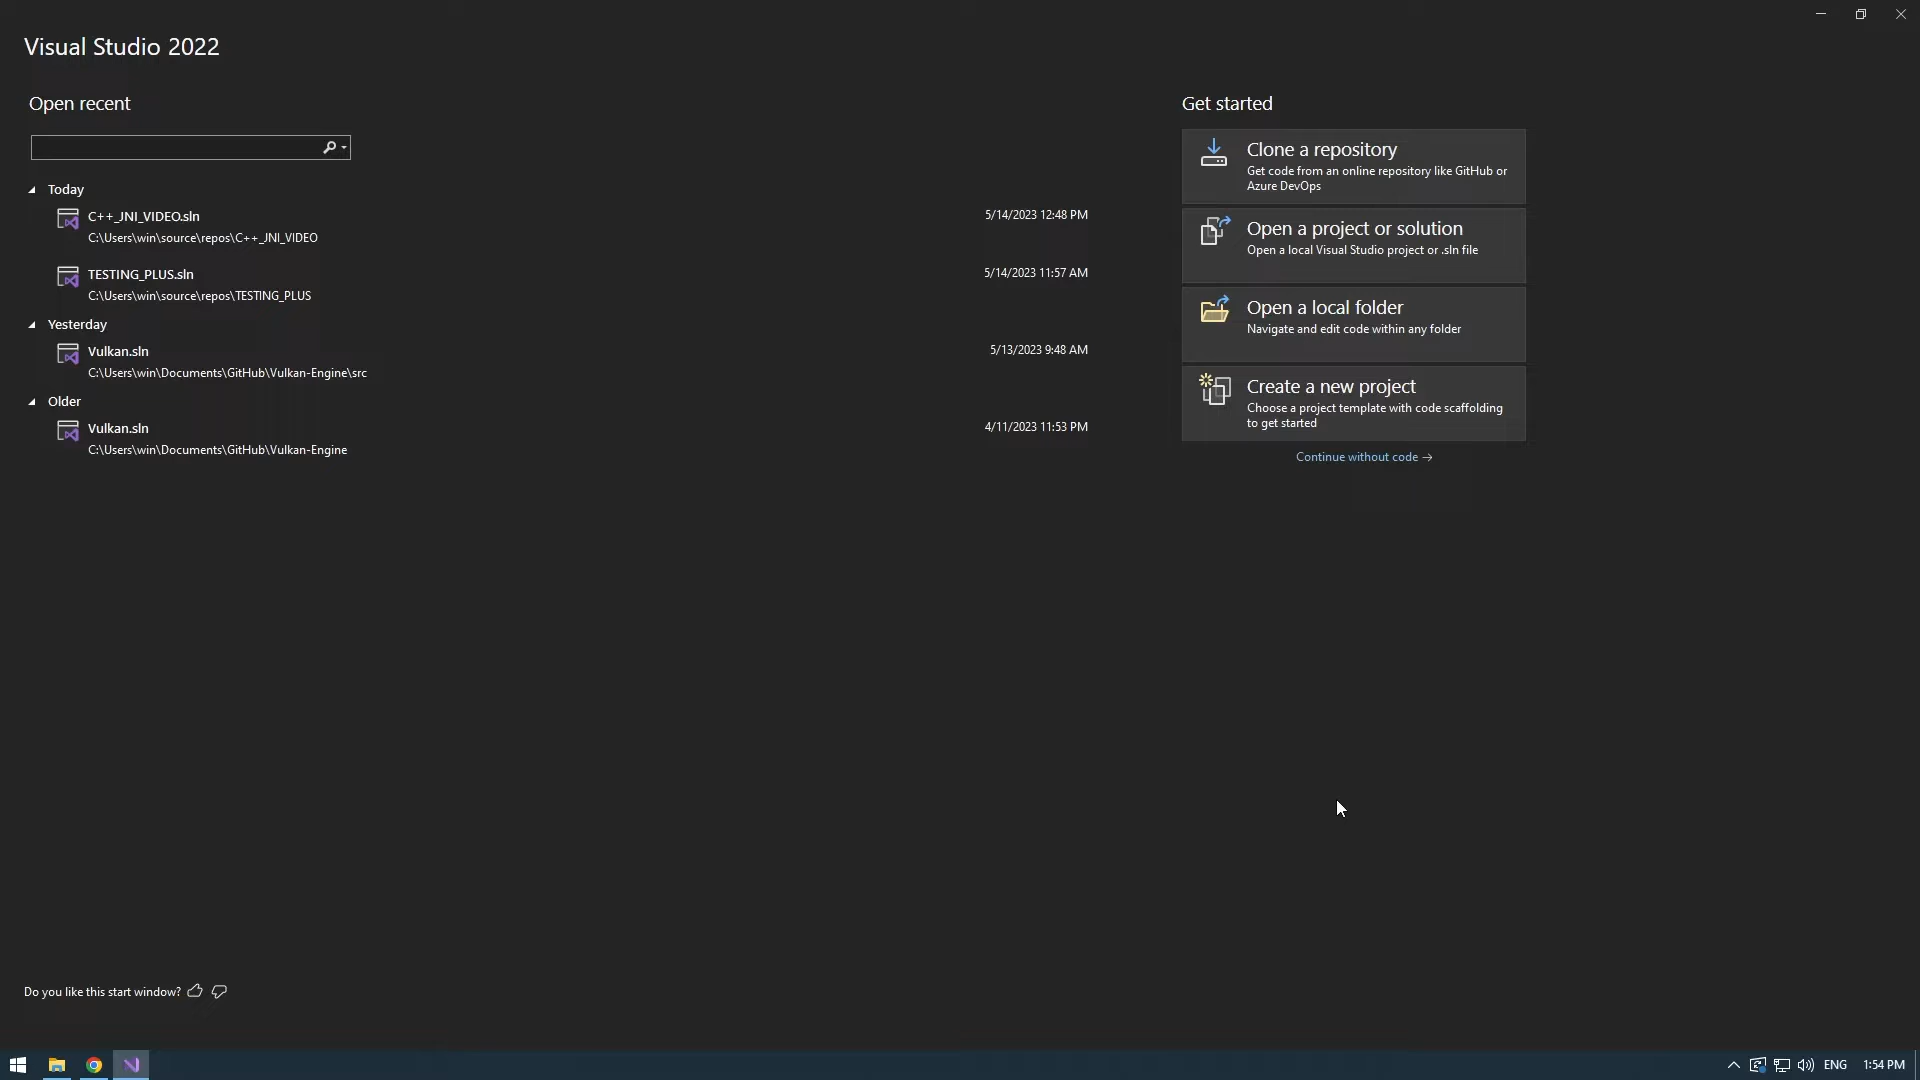 Visual Studio 2022
Open recent
Today
C++_JNI_VIDEO.sln
5/14/2023 12:48 PM
C:\Users\win\source\repos\C++_JNI_VIDEO
TESTING_PLUS.sln
5/14/2023 11:57 AM
C:\Users\win\source\repos\TESTING_PLUS
Yesterday
Vulkan.sln
5/13/2023 9:48 AM
C:\Users\win\Documents\GitHub\Vulkan-Engine\src
Older
Vulkan.sln
4/11/2023 11:53 PM
C:\Users\win\Documents\GitHub\Vulkan-Engine
Get started
Clone a repository
Get code from an online repository like GitHub or
Azure DevOps
Open a project or solution
Open a local Visual Studio project or .sln file
Open a local folder
Navigate and edit code within any folder
Create a new project
Choose a project template with code scaffolding
to get started
Continue without code →
Do you like this start window?
ENG
1:54 PM